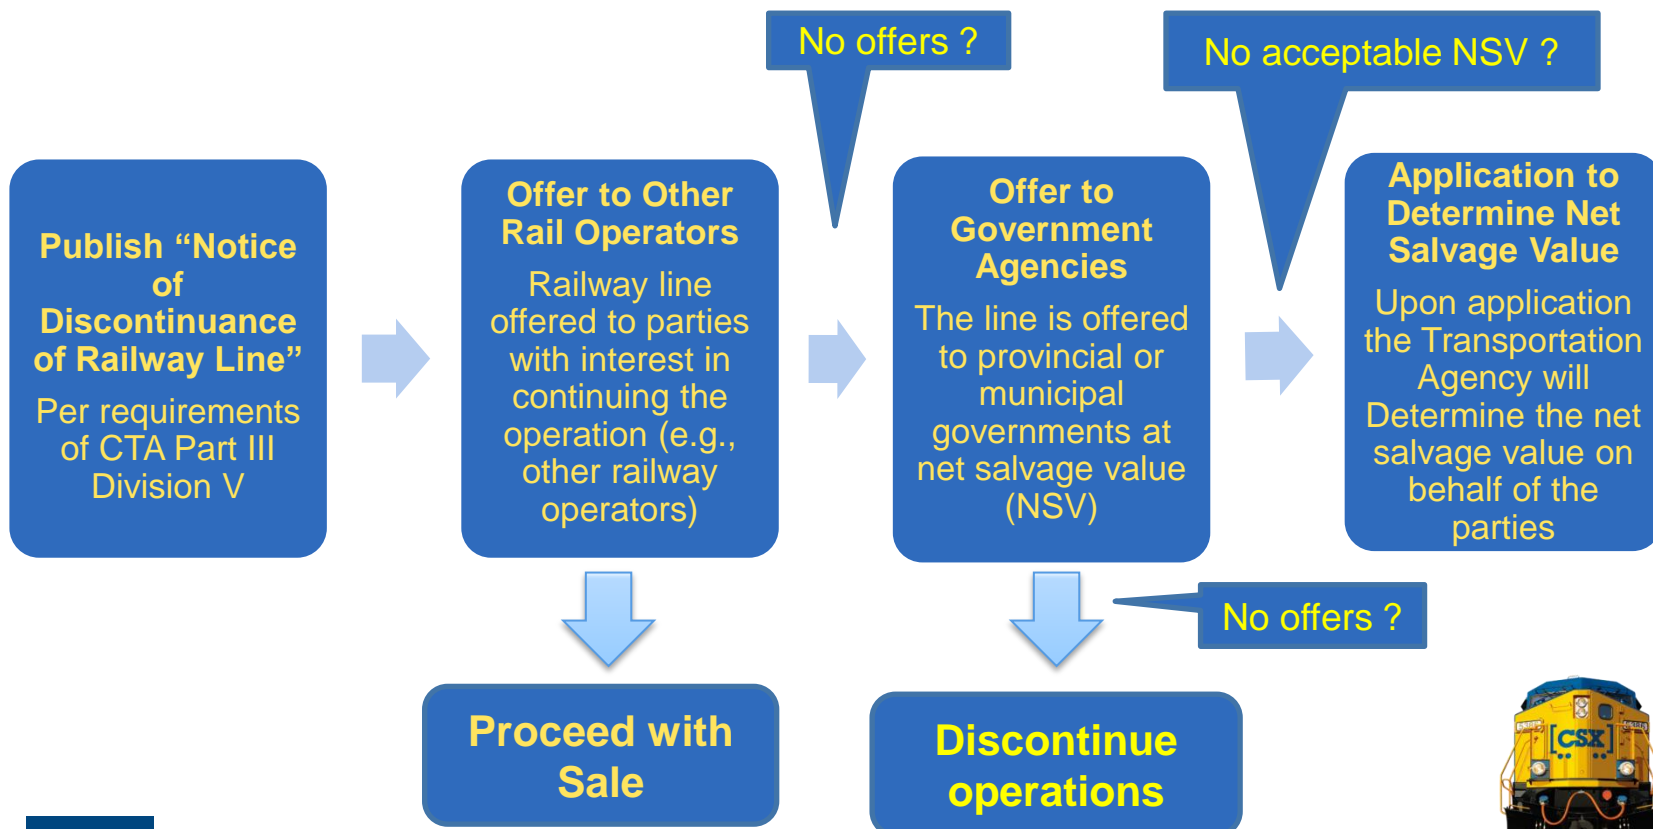 No offers ?
No acceptable NSV ?
Publish “Notice
of
Discontinuance
of Railway Line”
Per requirements
of CTA Part III
Division V
Offer to Other
Rail Operators
Railway line
offered to parties
with interest in
continuing the
operation (e.g.,
other railway
operators)
Offer to
Government
Agencies
The line is offered
to provincial or
municipal
governments at
net salvage value
(NSV)
Application to
Determine Net
Salvage Value
Upon application
the Transportation
Agency will
Determine the net
salvage value on
behalf of the
parties
No offers ?
Proceed with
Sale
Discontinue
operations
[CSX]